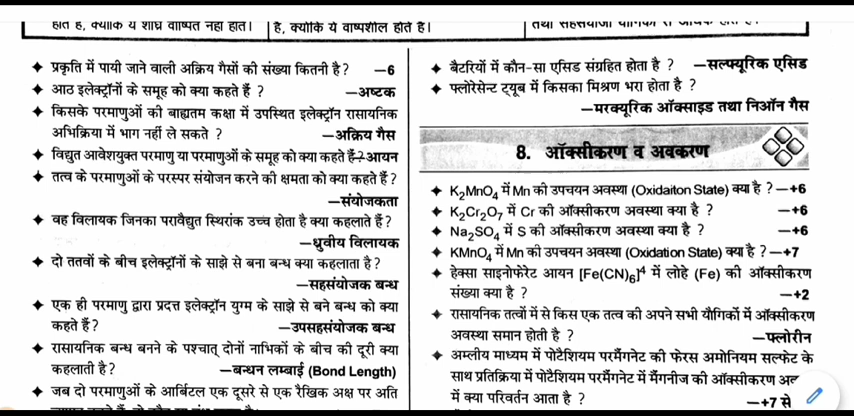 होते हैं, क्योंकि ये शीघ्र वाष्पित नहीं होते।
हैं, क्योंकि ये वाष्पशील होते हैं।
प्रकृति में पायी जाने वाली अक्रिय गैसों की संख्या कितनी है? —6
आठ इलेक्ट्रॉनों के समूह को क्या कहते हैं ? —अष्टक
किसके परमाणुओं की बाह्यतम कक्षा में उपस्थित इलेक्ट्रॉन रासायनिक
अभिक्रिया में भाग नहीं ले सकते ? —अक्रिय गैस
विद्युत आवेशयुक्त परमाणु या परमाणुओं के समूह को क्या कहते हैं?-आयन
तत्व के परमाणुओं के परस्पर संयोजन करने की क्षमता को क्या कहते हैं?
—संयोजकता
वह विलायक जिनका परावैद्युत स्थिरांक उच्च होता है क्या कहलाते हैं?
—ध्रुवीय विलायक
दो ततवों के बीच इलेक्ट्रॉनों के साझे से बना बन्ध क्या कहलाता है?
—सहसंयोजक बन्ध
एक ही परमाणु द्वारा प्रदत्त इलेक्ट्रॉन युग्म के साझे से बने बन्ध को क्या
कहते हैं? —उपसहसंयोजक बन्ध
रासायनिक बन्ध बनने के पश्चात् दोनों नाभिकों के बीच की दूरी क्या
कहलाती है? —बन्धन लम्बाई (Bond Length)
जब दो परमाणुओं के आर्बिटल एक दूसरे से एक रैखिक अक्ष पर अति
बैटरियों में कौन-सा एसिड संग्रहित होता है ? —सल्फ्यूरिक एसिड
फ्लोरेसेन्ट ट्यूब में किसका मिश्रण भरा होता है ?
—मरक्यूरिक ऑक्साइड तथा निऑन गैस
8. ऑक्सीकरण व अवकरण
K₂MnO₄ में Mn की उपचयन अवस्था (Oxidaiton State) क्या है ? —+6
K₂Cr₂O₇ में Cr की ऑक्सीकरण अवस्था क्या है ? —+6
Na₂SO₄ में S की ऑक्सीकरण अवस्था क्या है ? —+6
KMnO₄ में Mn की उपचयन अवस्था (Oxidation State) क्या है ?—+7
हेक्सा साइनोफेरेट आयन [Fe(CN)₆]⁴ में लोहे (Fe) की ऑक्सीकरण
संख्या क्या है ? —+2
रासायनिक तत्वों में से किस एक तत्व की अपने सभी यौगिकों में ऑक्सीकरण
अवस्था समान होती है ? —फ्लोरीन
अम्लीय माध्यम में पोटैशियम परमैंगनेट की फेरस अमोनियम सल्फेट के
साथ प्रतिक्रिया में पोटैशियम परमैंगनेट में मैंगनीज की ऑक्सीकरण
में क्या परिवर्तन आता है ? —+7 से